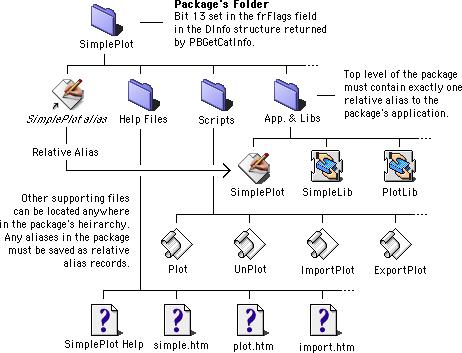 Package's Folder
Bit 13 set in the frFlags field
in the DInfo structure returned
by PBGetCatInfo.
SimplePlot
Top level of the package
must contain exactly one
relative alias to the
package's application.
SimplePlot alias
Help Files
Scripts
App. & Libs
Relative Alias
SimplePlot
SimpleLib
PlotLib
Other supporting files
can be located anywhere
in the package's heirarchy.
Any aliases in the package
must be saved as relative
alias records.
Plot
UnPlot
ImportPlot
ExportPlot
SimplePlot Help
simple.htm
plot.htm
import.htm